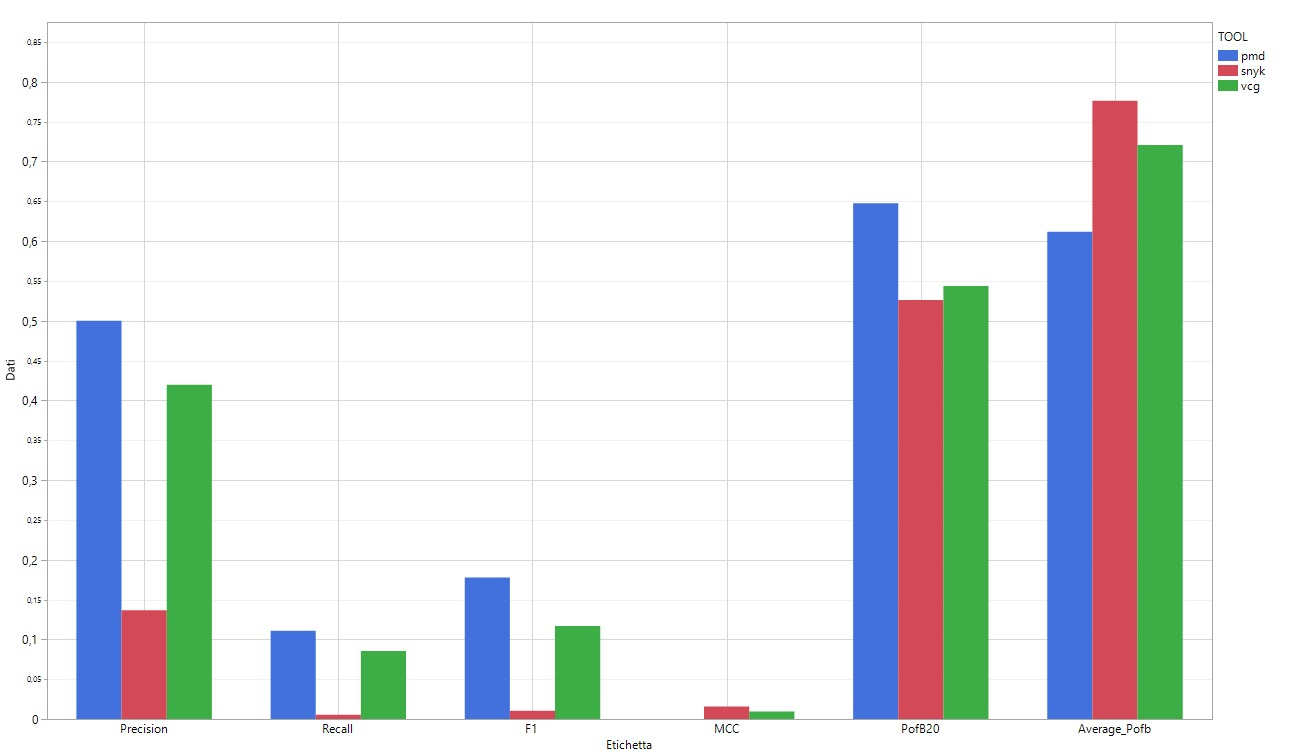 TOOL
pmd
snyk
vcg
0,85
0,8
0,75
0,7
0,65
0,6
0,55
0,5
0,45
0,4
0,35
0,3
0,25
0,2
0,15
0,1
0,05
0
Dati
Precision Recall F1 MCC PofB20 Average_Pofb
Etichetta